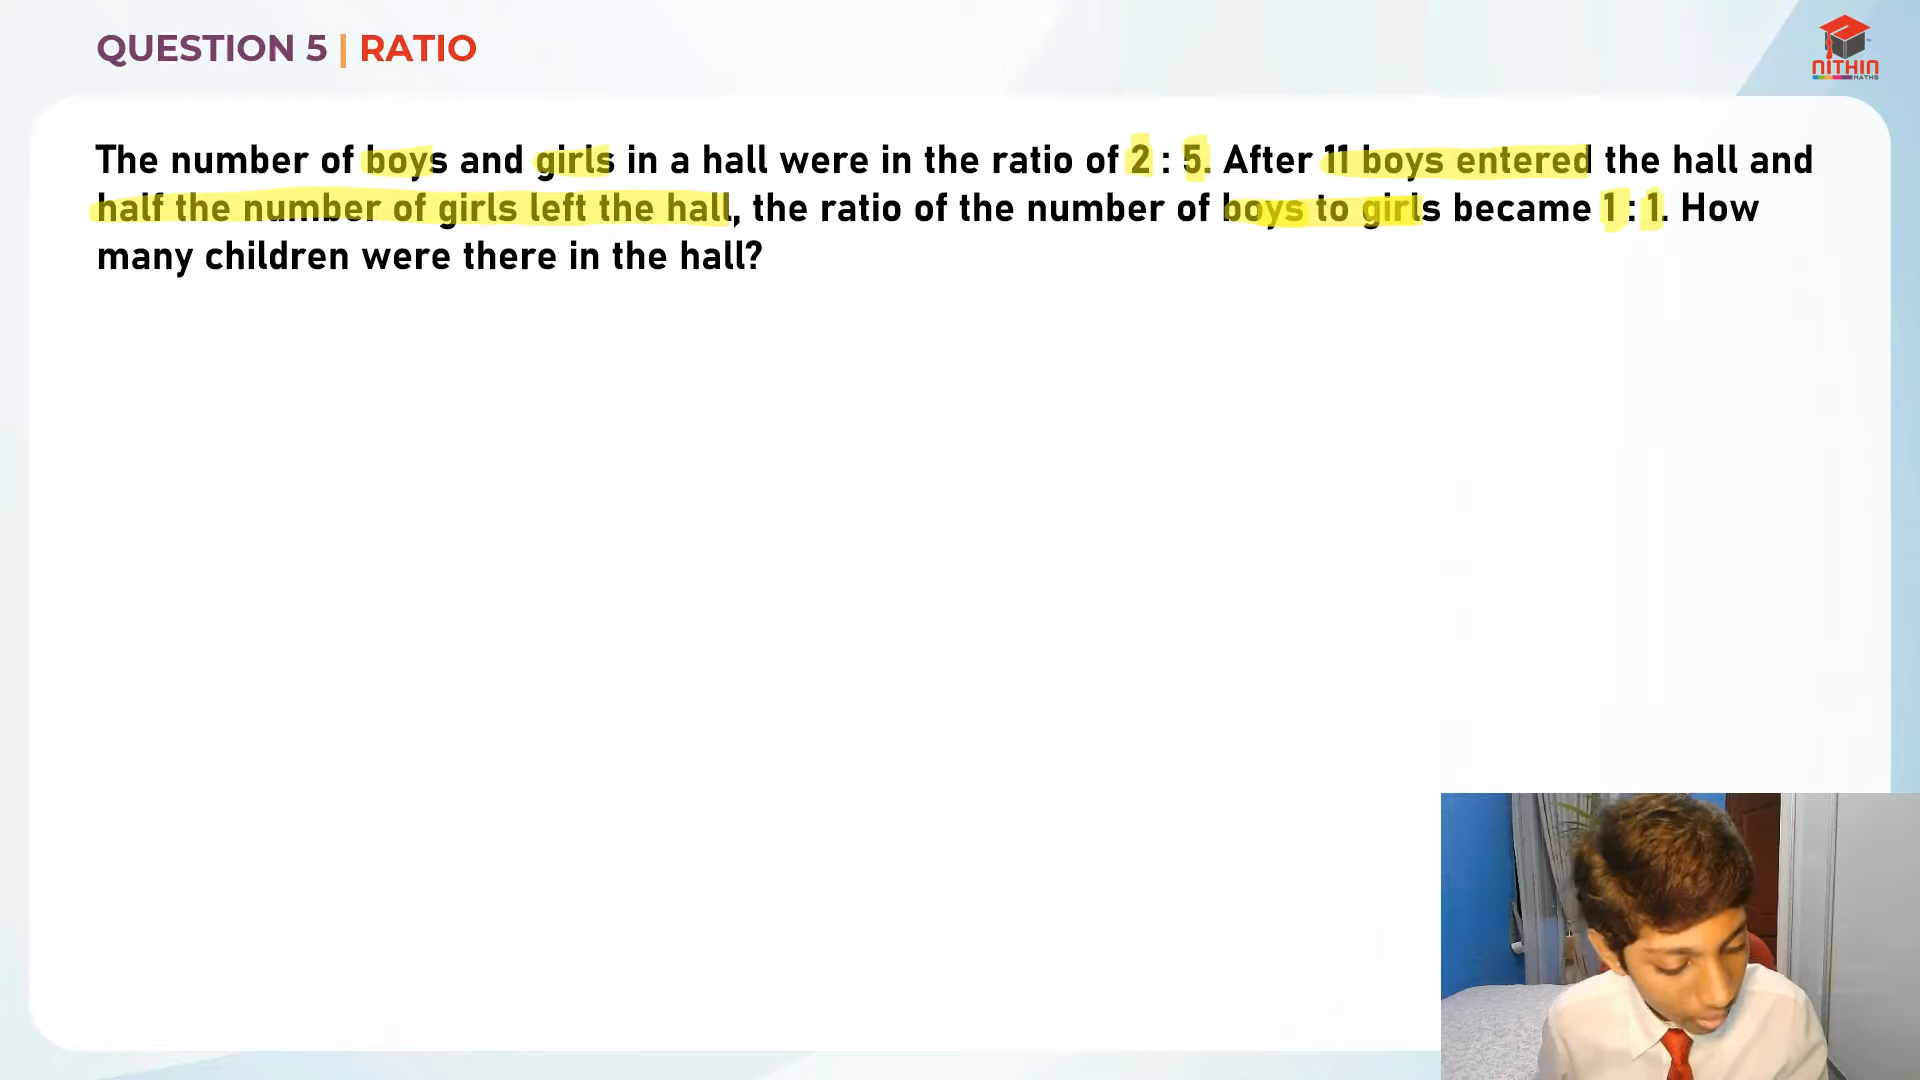 QUESTION 5 | RATIO
NITHIN
MATHS
The number of boys and girls in a hall were in the ratio of 2 : 5. After 11 boys entered the hall and
half the number of girls left the hall, the ratio of the number of boys to girls became 1 : 1. How
many children were there in the hall?